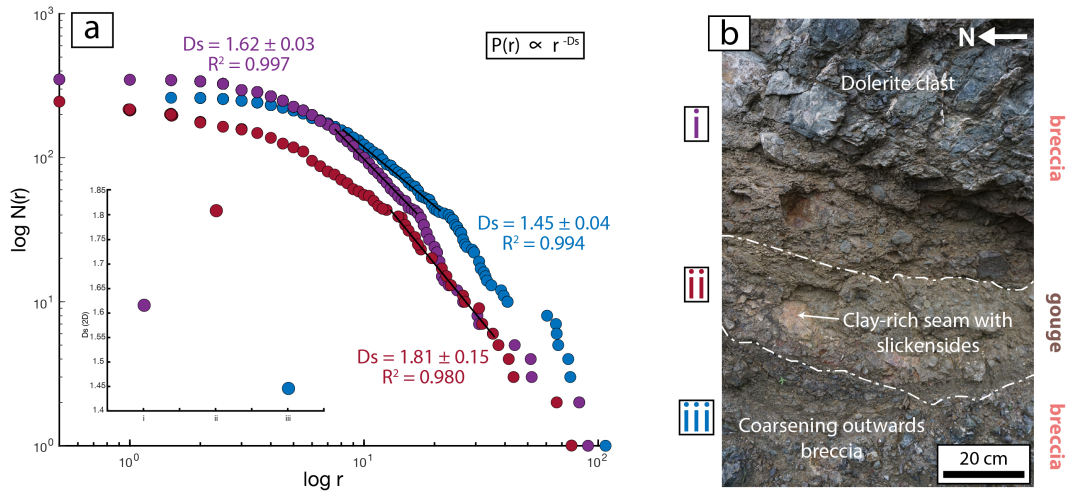 a
Ds = 1.62 ± 0.03
R² = 0.997
P(r) ∝ r ⁻ᴰˢ
10³
10²
10¹
10⁰
log N(r)
Ds = 1.45 ± 0.04
R² = 0.994
Ds = 1.81 ± 0.15
R² = 0.980
1.85
1.8
1.75
1.7
1.65
1.6
1.55
1.5
1.45
1.4
Ds (2D)
i ii iii
10⁰ 10¹ 10²
log r
b
N
Dolerite clast
i
breccia
ii
Clay-rich seam with
slickensides
gouge
iii
Coarsening outwards
breccia
breccia
20 cm